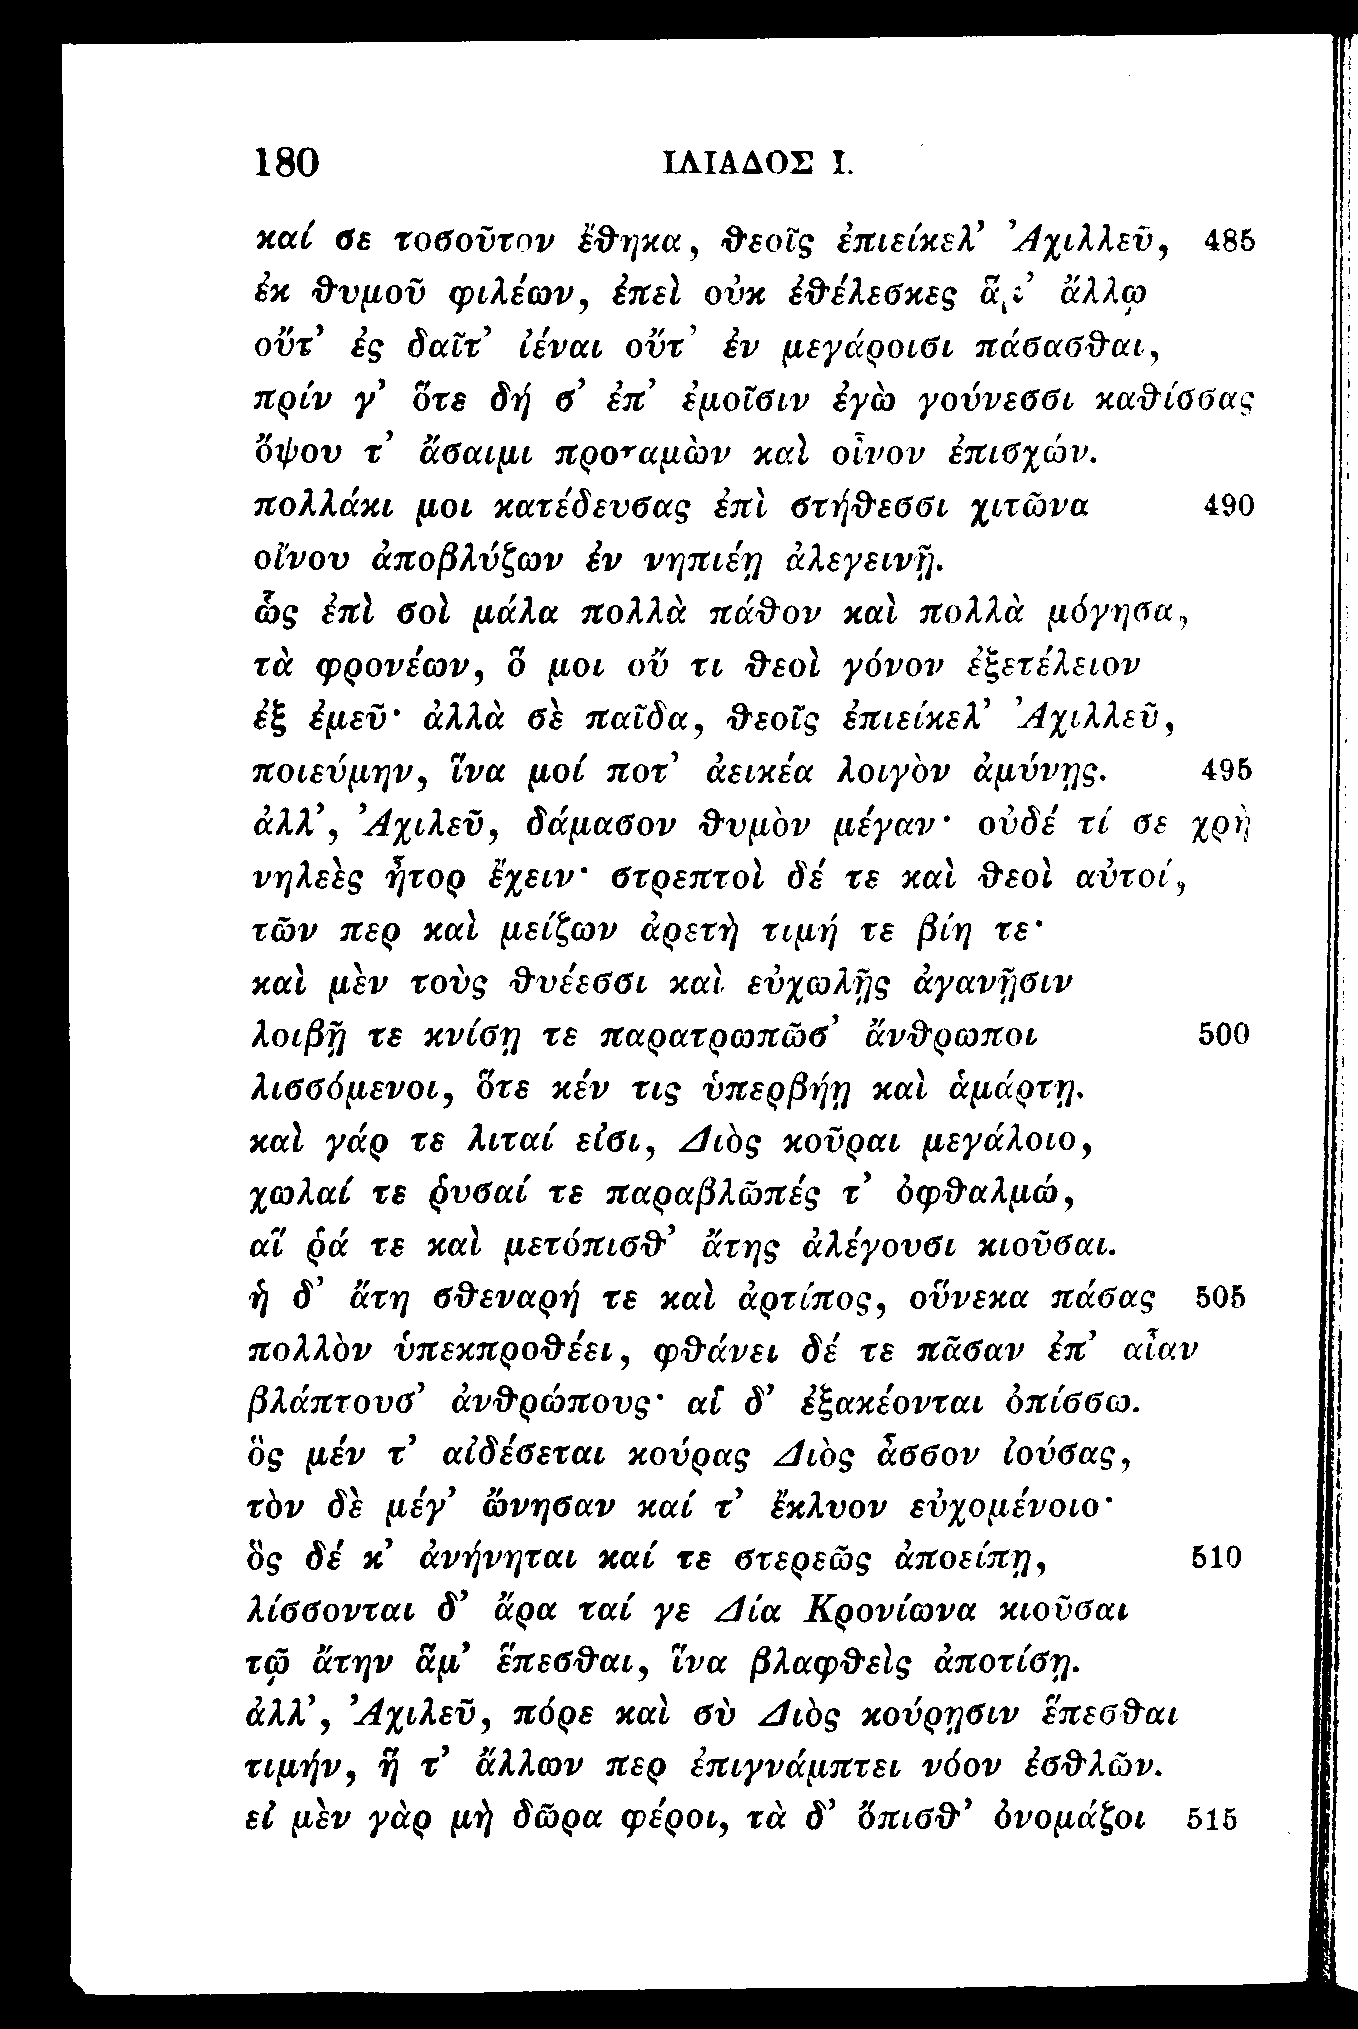 180 ΙΛΙΑΔΟΣ Ι.
καί σε τοσοῦτον ἔθηκα, θεοῖς ἐπιείκελ’ Ἀχιλλεῦ, 485
ἐκ θυμοῦ φιλέων, ἐπεὶ οὐκ ἐθέλεσκες ἅμ’ ἄλλῳ
οὔτ’ ἐς δαῖτ’ ἰέναι οὔτ’ ἐν μεγάροισι πάσασθαι,
πρίν γ’ ὅτε δή σ’ ἐπ’ ἐμοῖσιν ἐγὼ γούνεσσι καθίσσας
ὄψου τ’ ἄσαιμι προταμὼν καὶ οἶνον ἐπισχών.
πολλάκι μοι κατέδευσας ἐπὶ στήθεσσι χιτῶνα 490
οἴνου ἀποβλύζων ἐν νηπιέῃ ἀλεγεινῇ.
ὣς ἐπὶ σοὶ μάλα πολλὰ πάθον καὶ πολλὰ μόγησα,
τὰ φρονέων, ὅ μοι οὔ τι θεοὶ γόνον ἐξετέλειον
ἐξ ἐμεῦ· ἀλλὰ σὲ παῖδα, θεοῖς ἐπιείκελ’ Ἀχιλλεῦ,
ποιεύμην, ἵνα μοί ποτ’ ἀεικέα λοιγὸν ἀμύνῃς. 495
ἀλλ’, Ἀχιλεῦ, δάμασον θυμὸν μέγαν· οὐδέ τί σε χρὴ
νηλεὲς ἦτορ ἔχειν· στρεπτοὶ δέ τε καὶ θεοὶ αὐτοί,
τῶν περ καὶ μείζων ἀρετὴ τιμή τε βίη τε·
καὶ μὲν τοὺς θυέεσσι καὶ εὐχωλῇς ἀγανῇσιν
λοιβῇ τε κνίσῃ τε παρατρωπῶσ’ ἄνθρωποι 500
λισσόμενοι, ὅτε κέν τις ὑπερβήῃ καὶ ἁμάρτῃ.
καὶ γάρ τε λιταί εἰσι, Διὸς κοῦραι μεγάλοιο,
χωλαί τε ῥυσαί τε παραβλῶπές τ’ ὀφθαλμώ,
αἵ ῥά τε καὶ μετόπισθ’ ἄτης ἀλέγουσι κιοῦσαι.
ἡ δ’ ἄτη σθεναρή τε καὶ ἀρτίπος, οὕνεκα πάσας 505
πολλὸν ὑπεκπροθέει, φθάνει δέ τε πᾶσαν ἐπ’ αἶαν
βλάπτουσ’ ἀνθρώπους· αἳ δ’ ἐξακέονται ὀπίσσω.
ὃς μέν τ’ αἰδέσεται κούρας Διὸς ἆσσον ἰούσας,
τὸν δὲ μέγ’ ὤνησαν καί τ’ ἔκλυον εὐχομένοιο·
ὃς δέ κ’ ἀνήνηται καί τε στερεῶς ἀποείπῃ, 510
λίσσονται δ’ ἄρα ταί γε Δία Κρονίωνα κιοῦσαι
τῷ ἄτην ἅμ’ ἕπεσθαι, ἵνα βλαφθεὶς ἀποτίσῃ.
ἀλλ’, Ἀχιλεῦ, πόρε καὶ σὺ Διὸς κούρῃσιν ἕπεσθαι
τιμήν, ἥ τ’ ἄλλων περ ἐπιγνάμπτει νόον ἐσθλῶν.
εἰ μὲν γὰρ μὴ δῶρα φέροι, τὰ δ’ ὄπισθ’ ὀνομάζοι 515